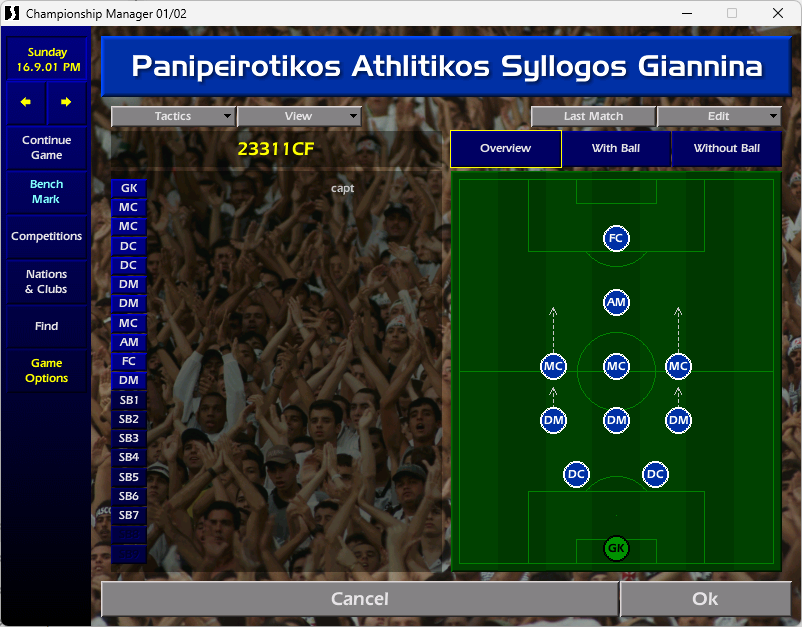 Championship Manager 01/02
Sunday
16.9.01 PM
Panipeirotikos Athlitikos Syllogos Giannina
Continue
Game
Bench
Mark
Competitions
Nations
& Clubs
Find
Game
Options
Tactics
View
Last Match
Edit
23311CF
Overview
With Ball
Without Ball
GK
capt
MC
MC
DC
DC
DM
DM
MC
AM
FC
DM
SB1
SB2
SB3
SB4
SB5
SB6
SB7
FC
AM
MC MC MC
DM DM DM
DC DC
GK
Cancel
Ok